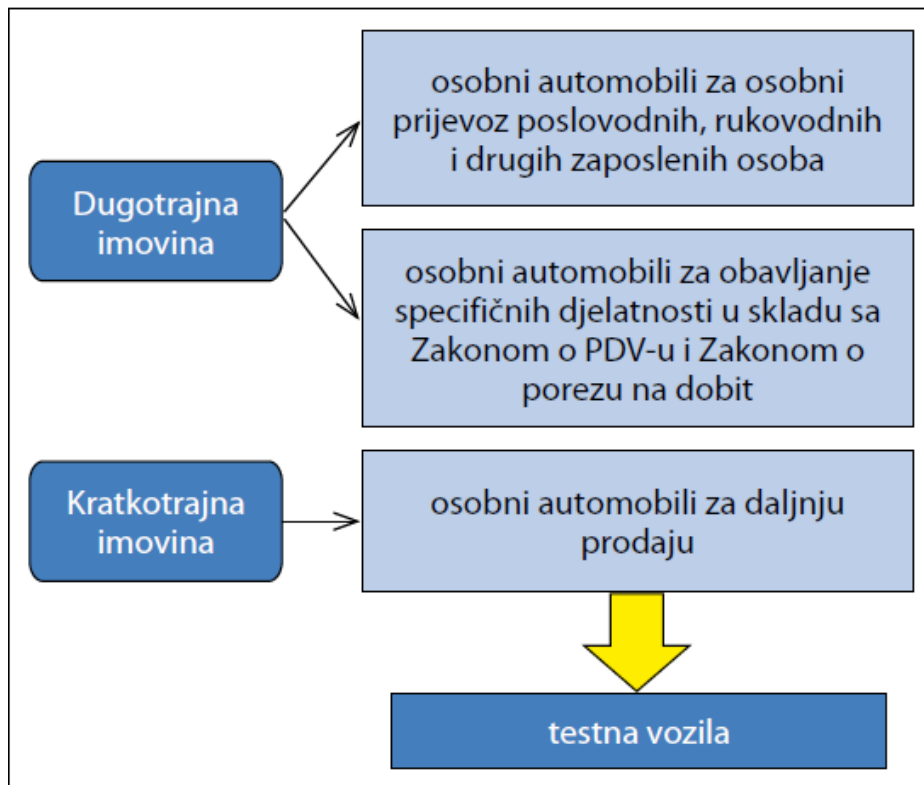 Dugotrajna
imovina
osobni automobili za osobni
prijevoz poslovodnih, rukovodnih
i drugih zaposlenih osoba
osobni automobili za obavljanje
specifičnih djelatnosti u skladu sa
Zakonom o PDV-u i Zakonom o
porezu na dobit
Kratkotrajna
imovina
osobni automobili za daljnju
prodaju
testna vozila